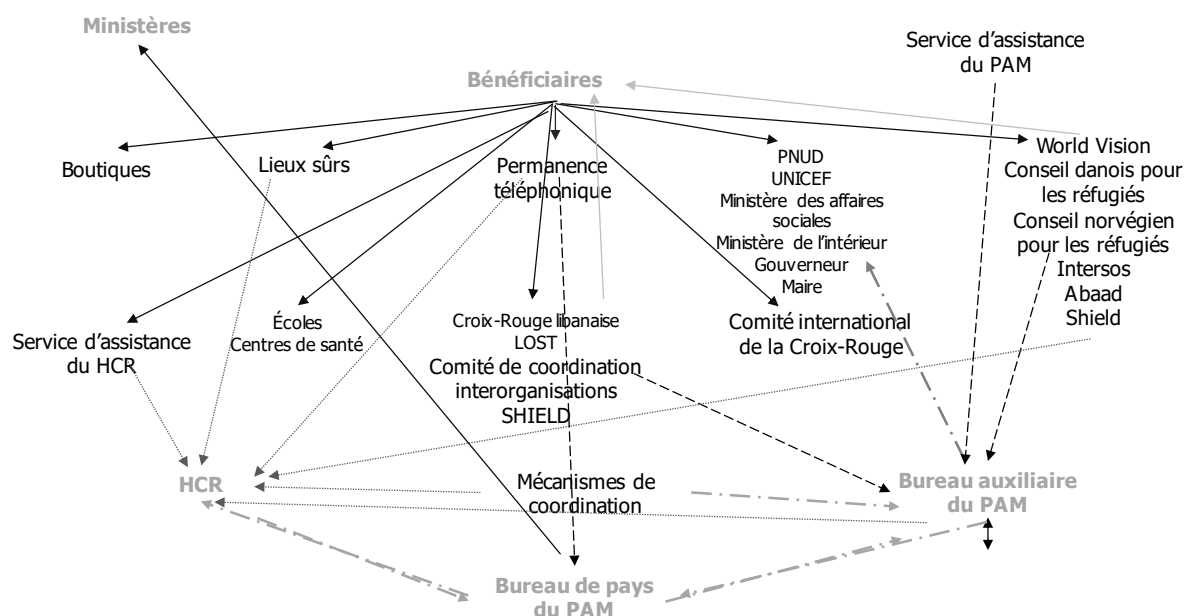 Ministères
Service d’assistance
du PAM
Bénéficiaires
Boutiques
Lieux sûrs
Permanence
téléphonique
PNUD
UNICEF
Ministère des affaires
sociales
Ministère de l’intérieur
Gouverneur
Maire
World Vision
Conseil danois pour
les réfugiés
Conseil norvégien
pour les réfugiés
Intersos
Abaad
Shield
Service d’assistance
du HCR
Écoles
Centres de santé
Croix-Rouge libanaise
LOST
Comité de coordination
interorganisations
SHIELD
Comité international
de la Croix-Rouge
HCR
Mécanismes de
coordination
Bureau auxiliaire
du PAM
Bureau de pays
du PAM